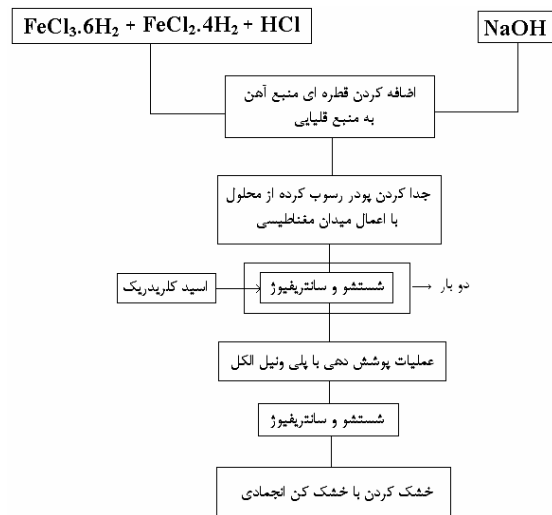 FeCl₃.6H₂ + FeCl₂.4H₂ + HCl
NaOH
اضافه کردن قطره ای منبع آهن
به منبع قلیایی
جدا کردن پودر رسوب کرده از محلول
با اعمال میدان مغناطیسی
اسید کلریدریک
شستشو و سانتریفیوژ
دو بار
عملیات پوشش دهی با پلی ونیل الکل
شستشو و سانتریفیوژ
خشک کردن با خشک کن انجمادی